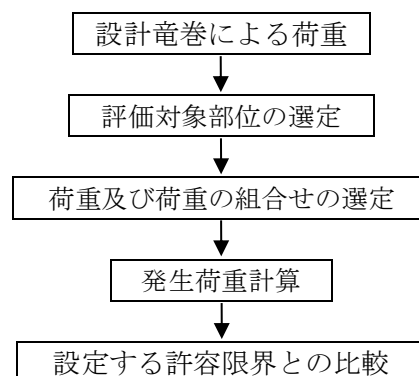 設計竜巻による荷重
評価対象部位の選定
荷重及び荷重の組合せの選定
発生荷重計算
設定する許容限界との比較